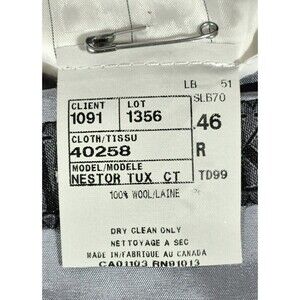 LB 51
CLIENT LOT SLB70
1091 1356 .46
CLOTH/TISSU
40258 R
MODEL/MODELE
NESTOR TUX CT TD99
100% WOOL/LAINE
DRY CLEAN ONLY
NETTOYAGE A SEC
MADE IN/FABRIQUE AU CANADA
CA01103 RN91013